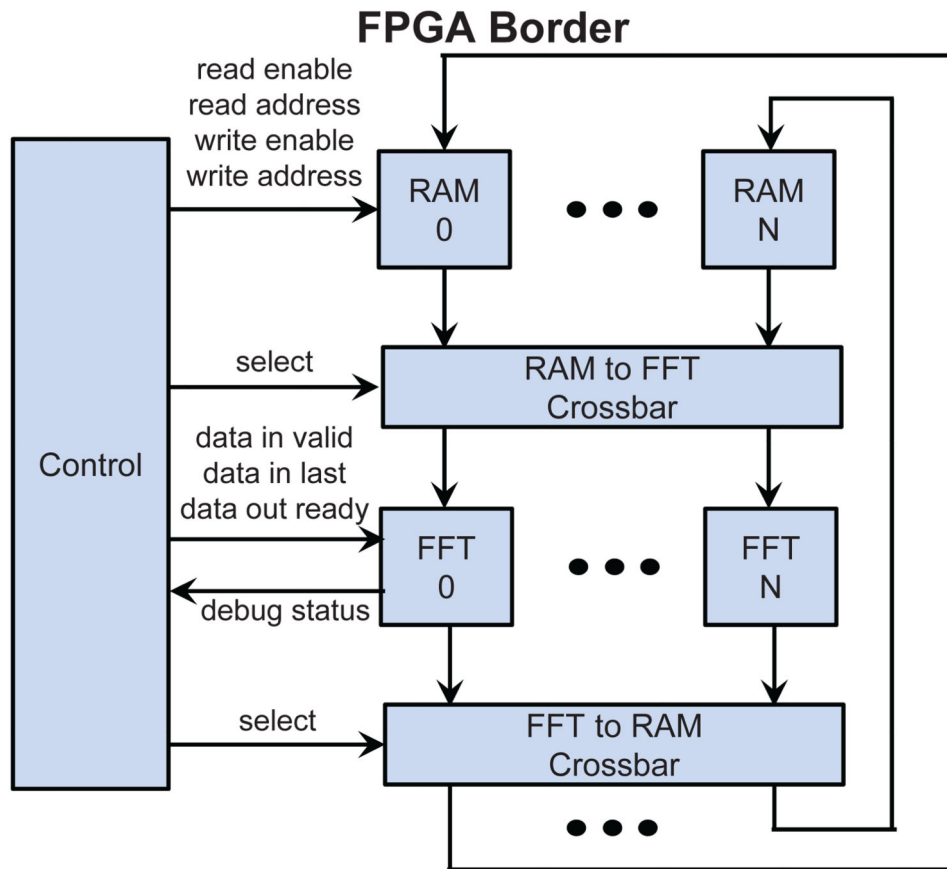 FPGA Border
read enable
read address
write enable
write address
RAM
0
RAM
N
select
RAM to FFT
Crossbar
Control
data in valid
data in last
data out ready
FFT
0
FFT
N
debug status
select
FFT to RAM
Crossbar